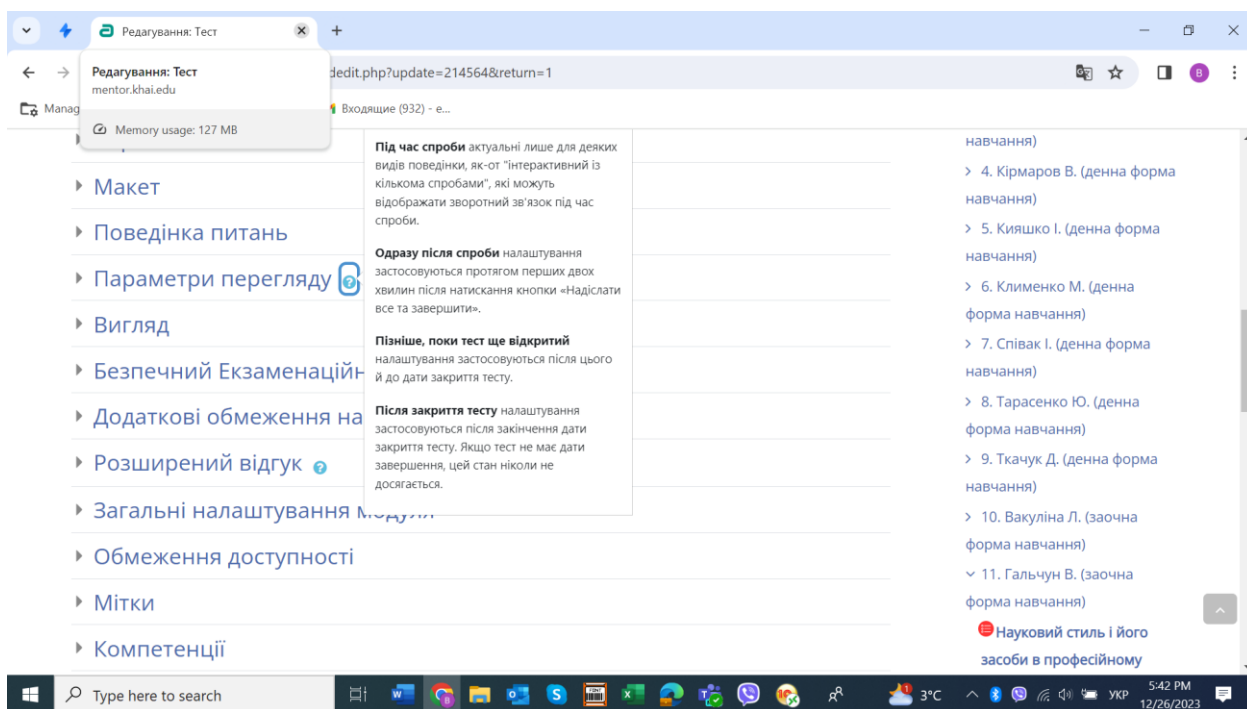 Редагування: Тест
Редагування: Тест
mentor.khai.edu
Memory usage: 127 MB
dedit.php?update=214564&return=1
B
Manag
Входящие (932) - e...
Під час спроби актуальні лише для деяких
видів поведінки, як-от "інтерактивний із
кількома спробами", які можуть
відображати зворотний зв'язок під час
спроби.
Одразу після спроби налаштування
застосовуються протягом перших двох
хвилин після натискання кнопки «Надіслати
все та завершити».
Пізніше, поки тест ще відкритий
налаштування застосовуються після цього
й до дати закриття тесту.
Після закриття тесту налаштування
застосовуються після закінчення дати
закриття тесту. Якщо тест не має дати
завершення, цей стан ніколи не
досягається.
Макет
Поведінка питань
Параметри перегляду
Вигляд
Безпечний Екзаменаційн
Додаткові обмеження на
Розширений відгук
Загальні налаштування модуля
Обмеження доступності
Мітки
Компетенції
навчання)
4. Кірмаров В. (денна форма
навчання)
5. Кияшко І. (денна форма
навчання)
6. Клименко М. (денна
форма навчання)
7. Співак І. (денна форма
навчання)
8. Тарасенко Ю. (денна
форма навчання)
9. Ткачук Д. (денна форма
навчання)
10. Вакуліна Л. (заочна
форма навчання)
11. Гальчун В. (заочна
форма навчання)
Науковий стиль і його
засоби в професійному
Type here to search
3°C
УКР
5:42 PM
12/26/2023